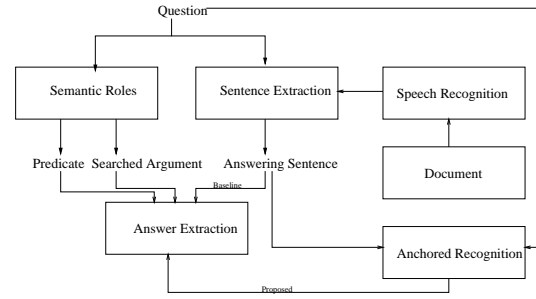 Question
Semantic Roles
Sentence Extraction
Speech Recognition
Predicate
Searched Argument
Answering Sentence
Document
Baseline
Answer Extraction
Anchored Recognition
Proposed